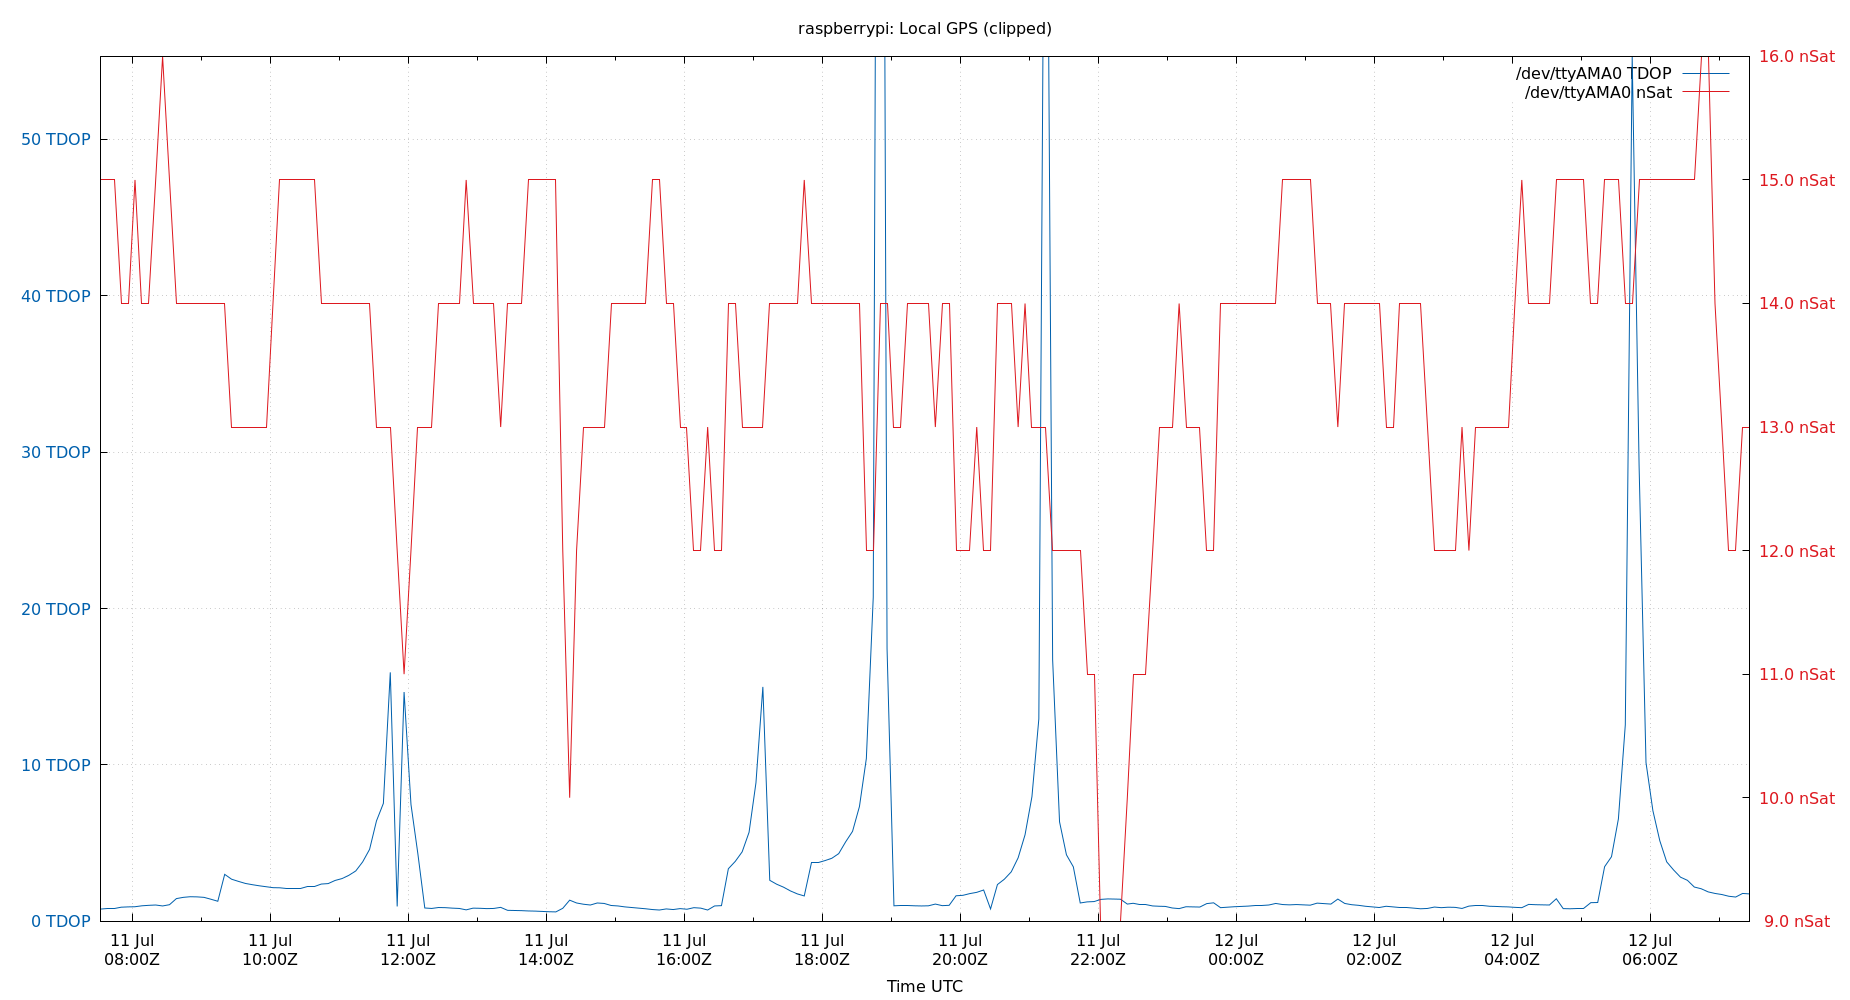 raspberrypi: Local GPS (clipped)
/dev/ttyAMA0 TDOP
/dev/ttyAMA0 nSat
50 TDOP
40 TDOP
30 TDOP
20 TDOP
10 TDOP
0 TDOP
16.0 nSat
15.0 nSat
14.0 nSat
13.0 nSat
12.0 nSat
11.0 nSat
10.0 nSat
9.0 nSat
11 Jul
08:00Z
11 Jul
10:00Z
11 Jul
12:00Z
11 Jul
14:00Z
11 Jul
16:00Z
11 Jul
18:00Z
11 Jul
20:00Z
11 Jul
22:00Z
12 Jul
00:00Z
12 Jul
02:00Z
12 Jul
04:00Z
12 Jul
06:00Z
Time UTC